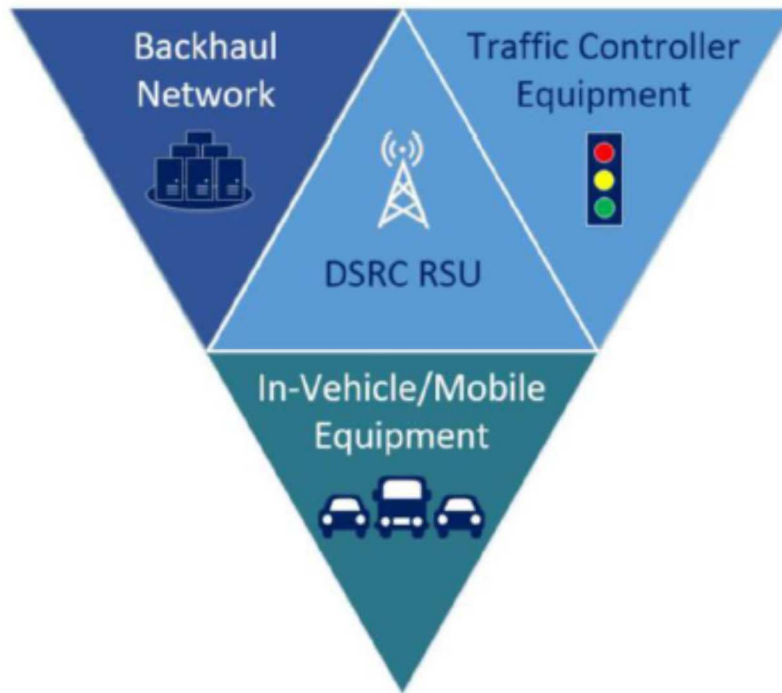 Backhaul
Network
Traffic Controller
Equipment
DSRC RSU
In-Vehicle/Mobile
Equipment